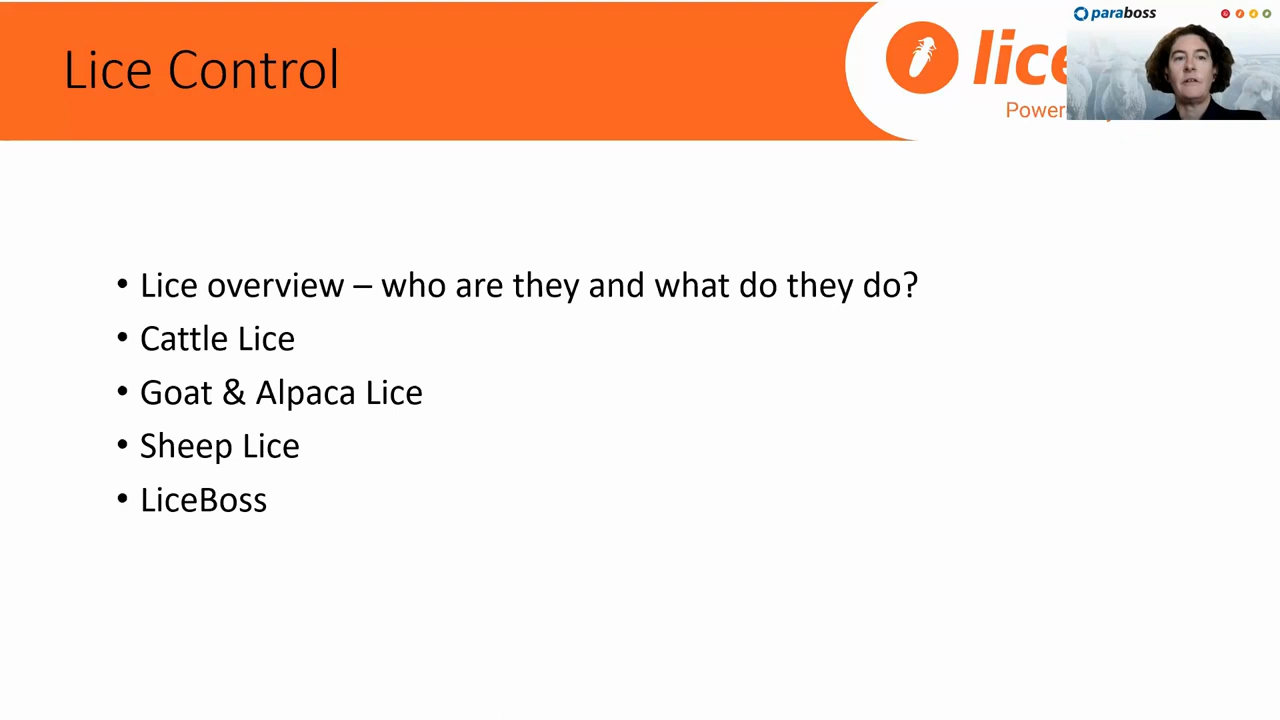 Lice Control
lice
paraboss
• Lice overview – who are they and what do they do?
• Cattle Lice
• Goat & Alpaca Lice
• Sheep Lice
• LiceBoss